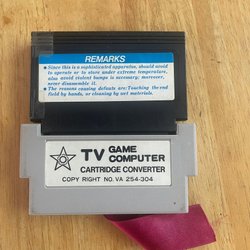 REMARKS
● Since this is a sophisticated apparatus, should avoid
to operate or to store under extreme temperature,
also avoid violent bumps is necessary; moreover,
never disassemble it.
● The reasons causing defaults are: Touching the end
field by hands, or cleaning by wet materials.
TV GAME
COMPUTER
CARTRIDGE CONVERTER
COPY RIGHT NO. VA 254-304